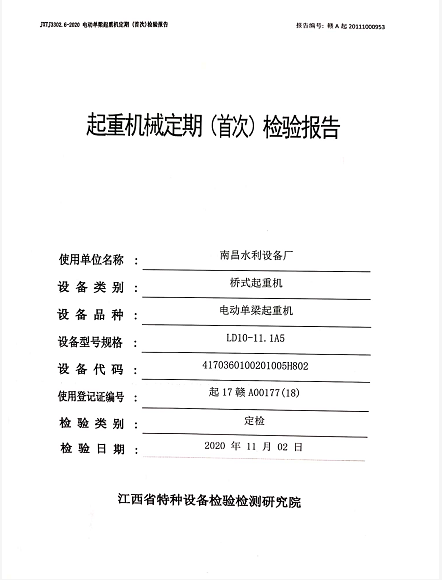 JTTJ3302.6-2020 电动单梁起重机定期（首次）检验报告
报告编号：赣 A 起 20111000953
起重机械定期（首次）检验报告
使用单位名称：南昌水利设备厂
设备类别：桥式起重机
设备品种：电动单梁起重机
设备型号规格：LD10-11.1A5
设备代码：4170360100201005H802
使用登记证编号：起 17 赣 A00177(18)
检验类别：定检
检验日期：2020 年 11 月 02 日
江西省特种设备检验检测研究院